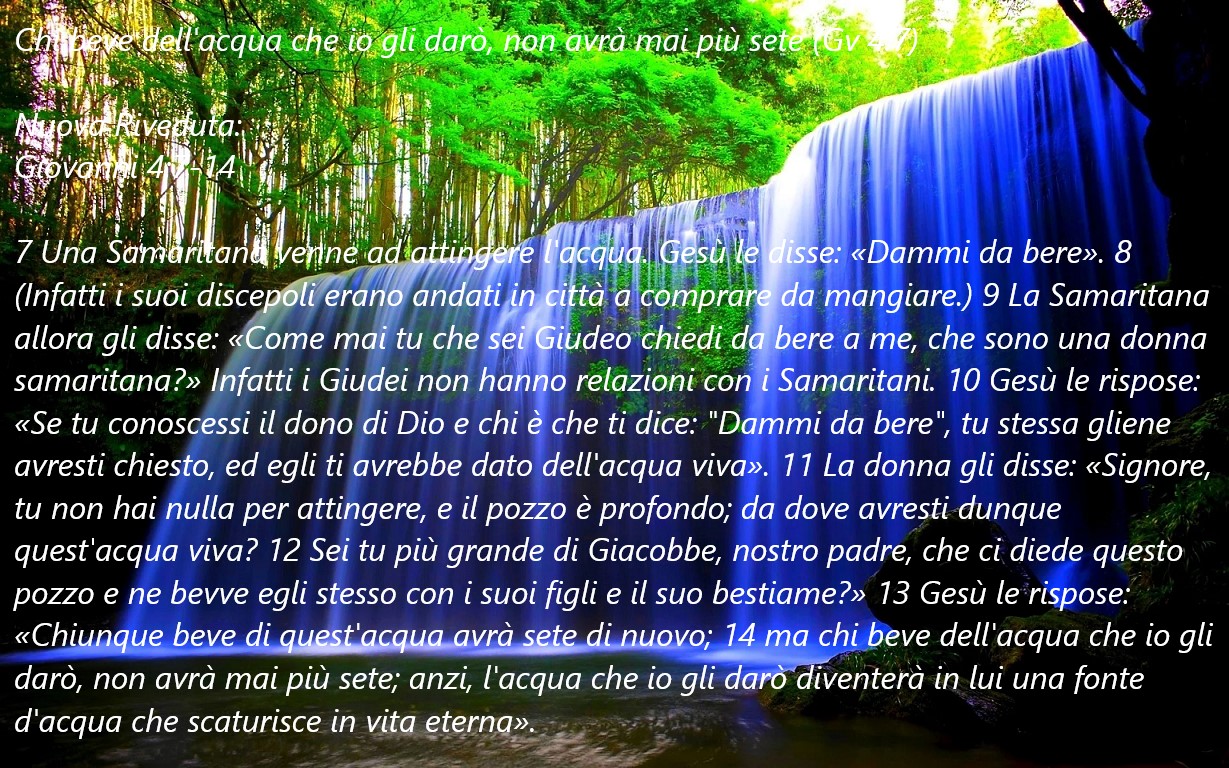 Chi beve dell'acqua che io gli darò, non avrà mai più sete (Gv 4:7)
Nuova Riveduta:
Giovanni 4:7-14
7 Una Samaritana venne ad attingere l'acqua. Gesù le disse: «Dammi da bere». 8
(Infatti i suoi discepoli erano andati in città a comprare da mangiare.) 9 La Samaritana
allora gli disse: «Come mai tu che sei Giudeo chiedi da bere a me, che sono una donna
samaritana?» Infatti i Giudei non hanno relazioni con i Samaritani. 10 Gesù le rispose:
«Se tu conoscessi il dono di Dio e chi è che ti dice: "Dammi da bere", tu stessa gliene
avresti chiesto, ed egli ti avrebbe dato dell'acqua viva». 11 La donna gli disse: «Signore,
tu non hai nulla per attingere, e il pozzo è profondo; da dove avresti dunque
quest'acqua viva? 12 Sei tu più grande di Giacobbe, nostro padre, che ci diede questo
pozzo e ne bevve egli stesso con i suoi figli e il suo bestiame?» 13 Gesù le rispose:
«Chiunque beve di quest'acqua avrà sete di nuovo; 14 ma chi beve dell'acqua che io gli
darò, non avrà mai più sete; anzi, l'acqua che io gli darò diventerà in lui una fonte
d'acqua che scaturisce in vita eterna».